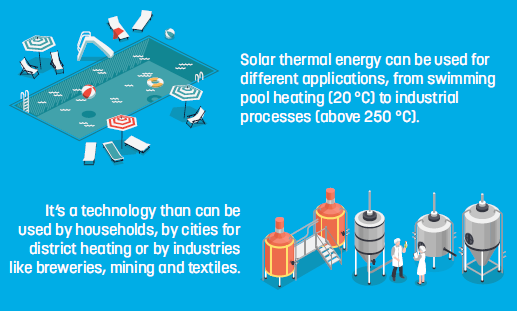 Solar thermal energy can be used for
different applications, from swimming
pool heating (20 °C) to industrial
processes (above 250 °C).
It's a technology than can be
used by households, by cities for
district heating or by industries
like breweries, mining and textiles.